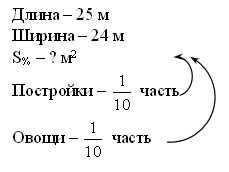 Длина – 25 м
Ширина – 24 м
S% – ? м²
Постройки – 1/10 часть
Овощи – 1/10 часть